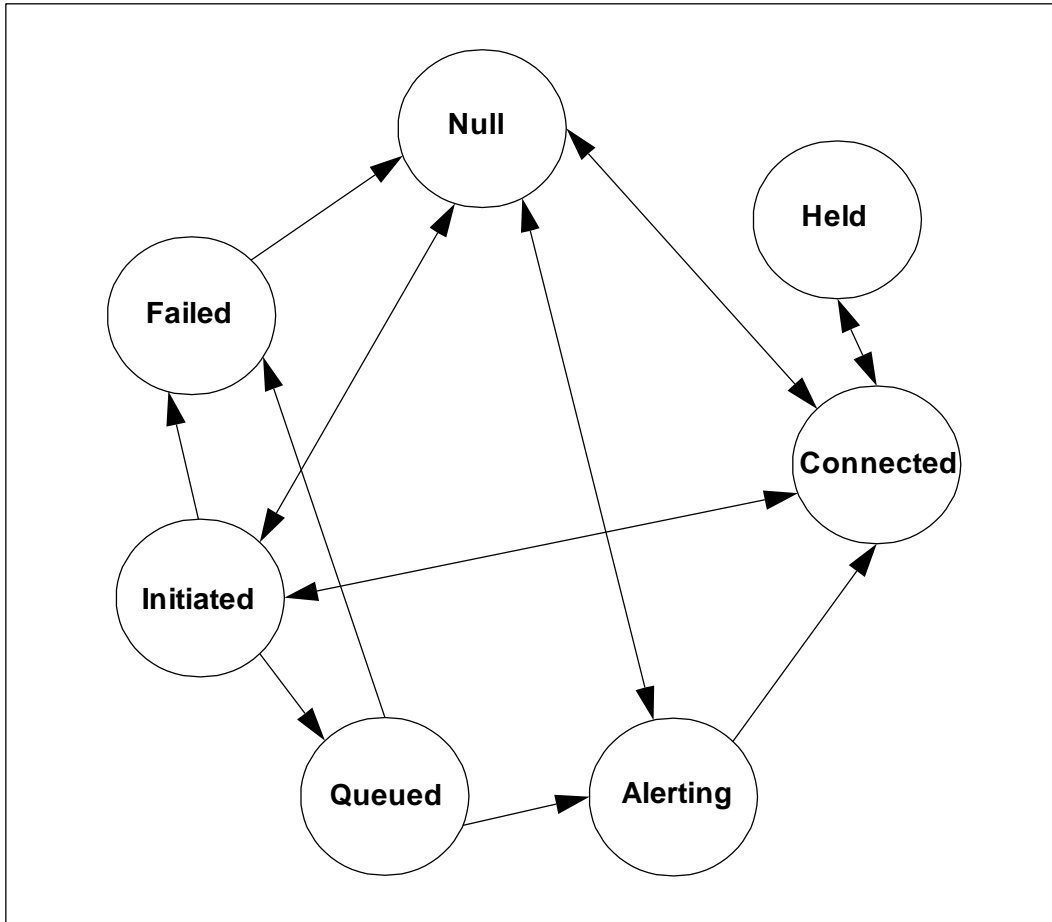 Null
Held
Failed
Connected
Initiated
Queued
Alerting